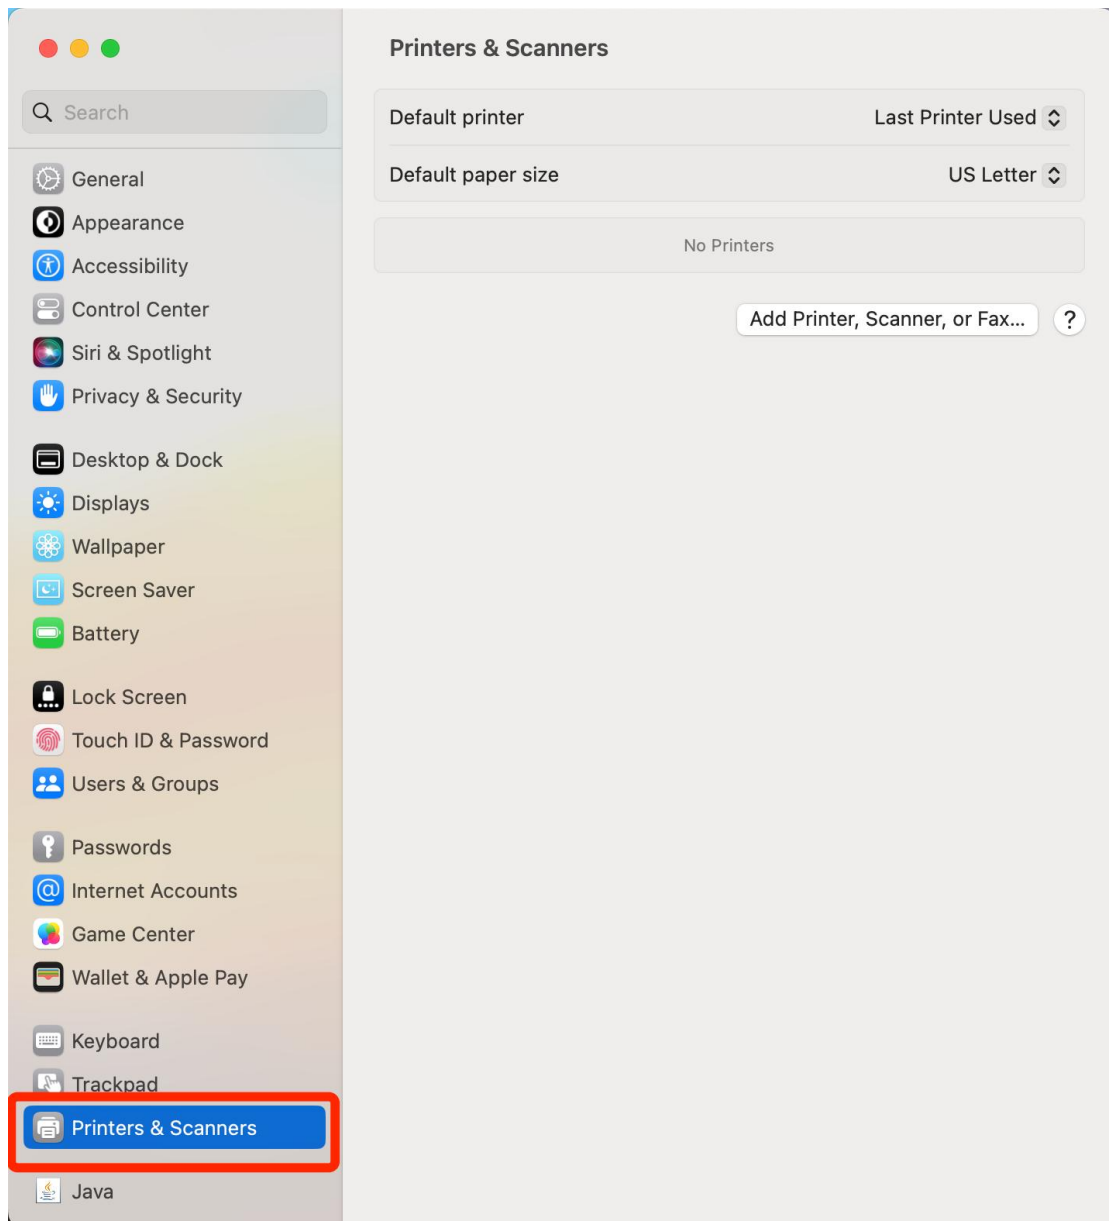 Search
General
Appearance
Accessibility
Control Center
Siri & Spotlight
Privacy & Security
Desktop & Dock
Displays
Wallpaper
Screen Saver
Battery
Lock Screen
Touch ID & Password
Users & Groups
Passwords
Internet Accounts
Game Center
Wallet & Apple Pay
Keyboard
Trackpad
Printers & Scanners
Java
Printers & Scanners
Default printer Last Printer Used
Default paper size US Letter
No Printers
Add Printer, Scanner, or Fax... ?